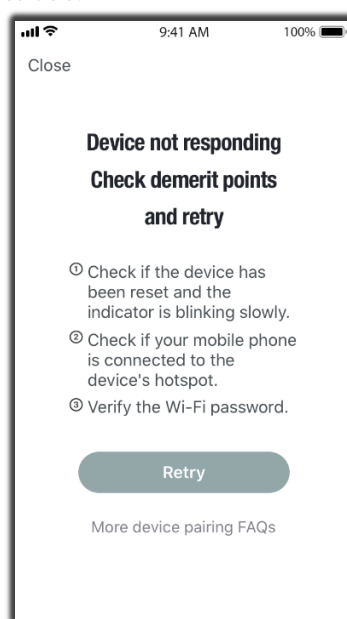 9:41 AM 100%
Close
Device not responding
Check demerit points
and retry
① Check if the device has
been reset and the
indicator is blinking slowly.
② Check if your mobile phone
is connected to the
device's hotspot.
③ Verify the Wi-Fi password.
Retry
More device pairing FAQs